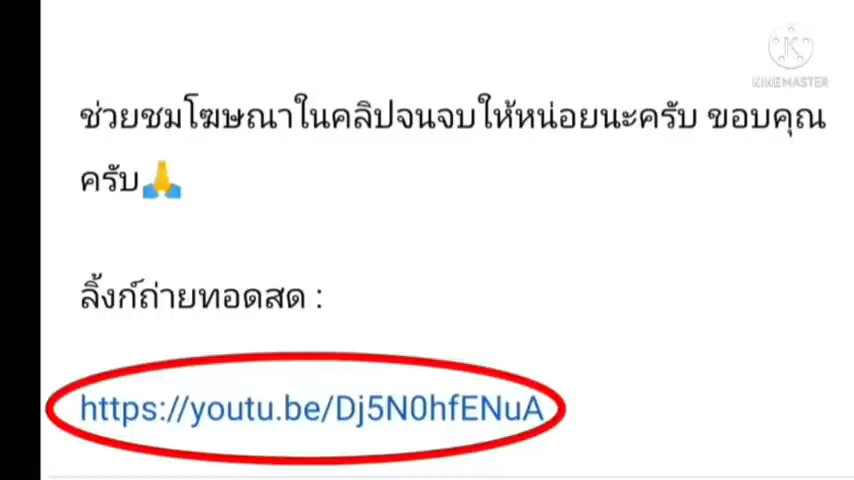 KINEMASTER
ช่วยชมโฆษณาในคลิปจนจบให้หน่อยนะครับ ขอบคุณ
ครับ🙏
ลิ้งก์ถ่ายทอดสด :
https://youtu.be/Dj5N0hfENuA